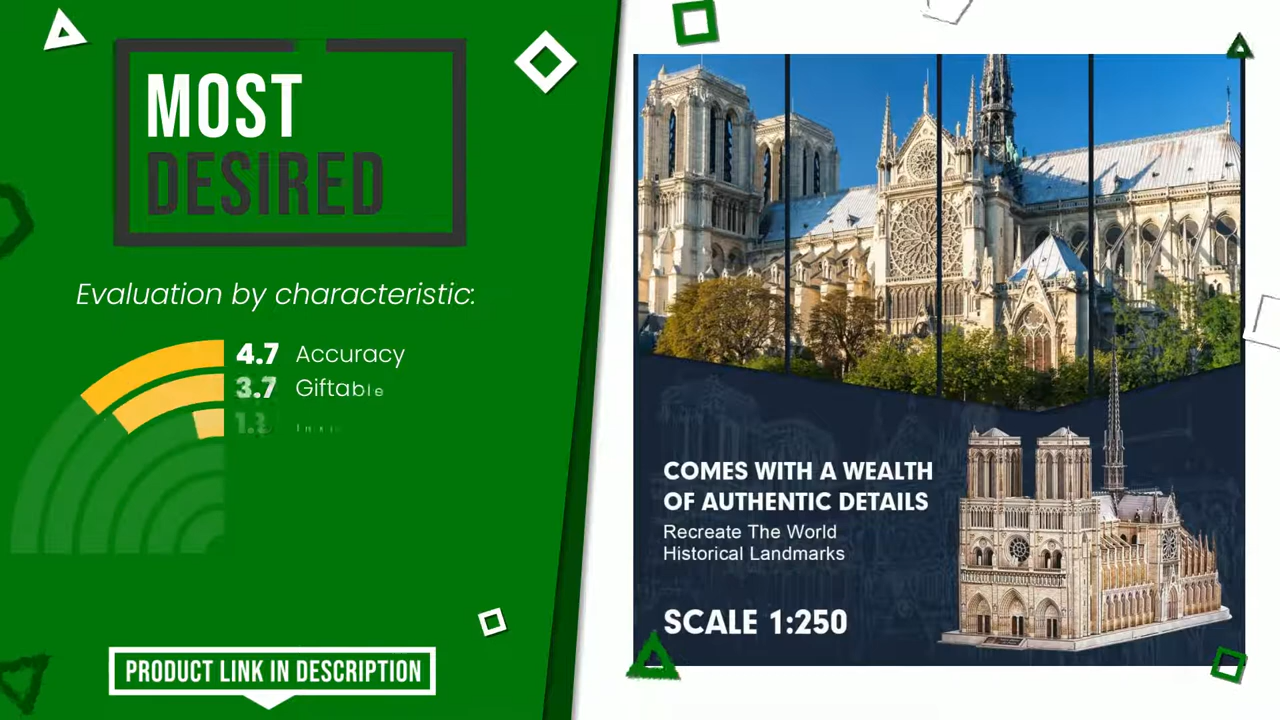 MOST
DESIRED
Evaluation by characteristic:
4.7 Accuracy
3.7 Giftable
COMES WITH A WEALTH
OF AUTHENTIC DETAILS
Recreate The World
Historical Landmarks
SCALE 1:250
PRODUCT LINK IN DESCRIPTION